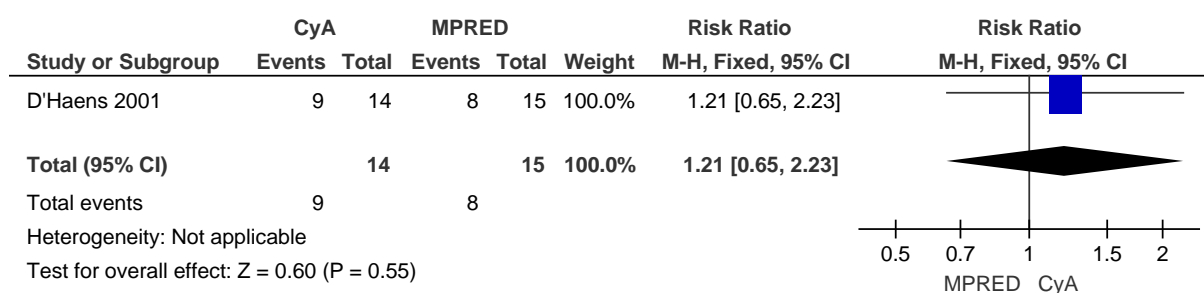 CyA MPRED Risk Ratio Risk Ratio
Study or Subgroup Events Total Events Total Weight M-H, Fixed, 95% CI M-H, Fixed, 95% CI
D'Haens 2001 9 14 8 15 100.0% 1.21 [0.65, 2.23]
Total (95% CI) 14 15 100.0% 1.21 [0.65, 2.23]
Total events 9 8
Heterogeneity: Not applicable
Test for overall effect: Z = 0.60 (P = 0.55)
0.5 0.7 1 1.5 2
MPRED CyA